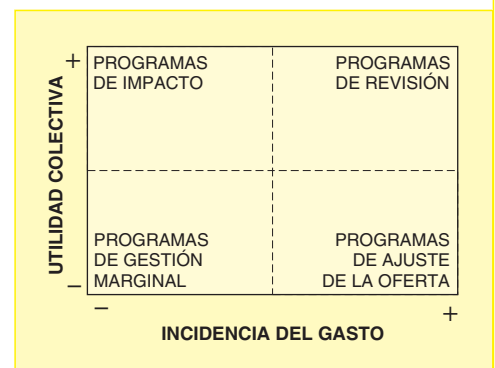 +
PROGRAMAS
DE IMPACTO
PROGRAMAS
DE REVISIÓN
UTILIDAD COLECTIVA
PROGRAMAS
DE GESTIÓN
MARGINAL
PROGRAMAS
DE AJUSTE
DE LA OFERTA
–
–
+
INCIDENCIA DEL GASTO